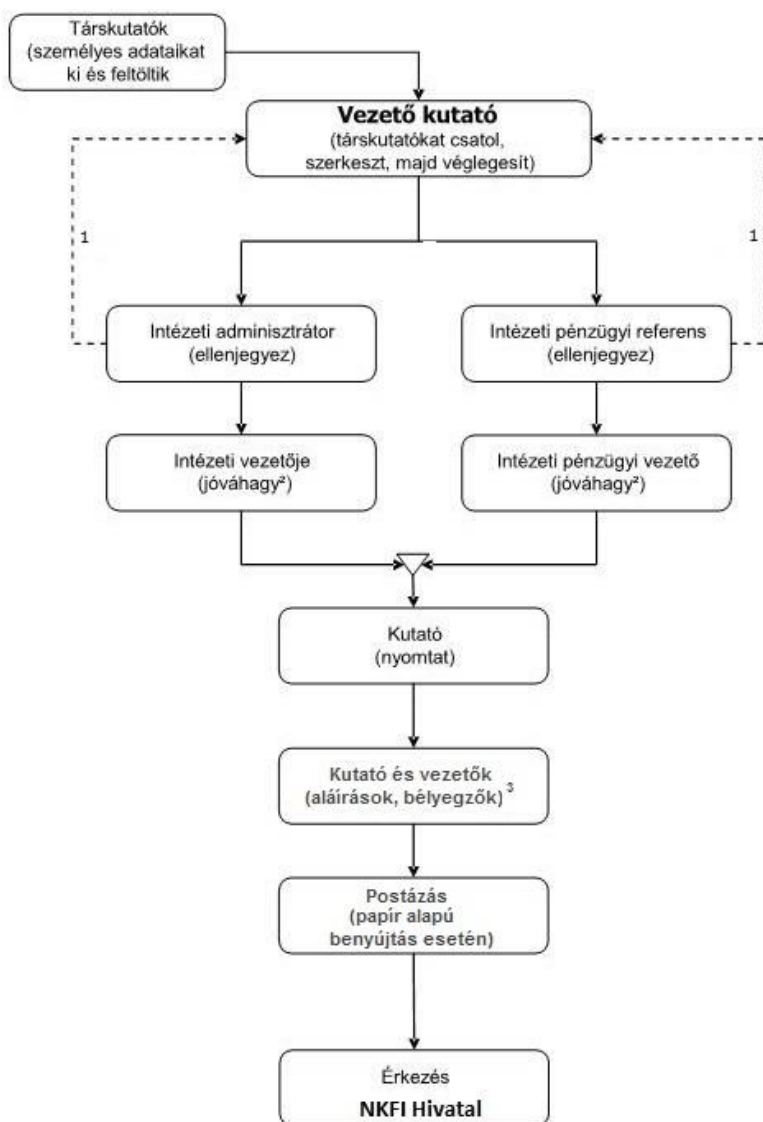 Társkutatók
(személyes adataikat
ki és feltöltik
Vezető kutató
(társkutatókat csatol,
szerkeszt, majd véglegesít)
1
1
Intézeti adminisztrátor
(ellenjegyez)
Intézeti pénzügyi referens
(ellenjegyez)
Intézeti vezetője
(jóváhagy²)
Intézeti pénzügyi vezető
(jóváhagy²)
Kutató
(nyomtat)
Kutató és vezetők
(aláírások, bélyegzők) ³
Postázás
(papír alapú
benyújtás esetén)
Érkezés
NKFI Hivatal